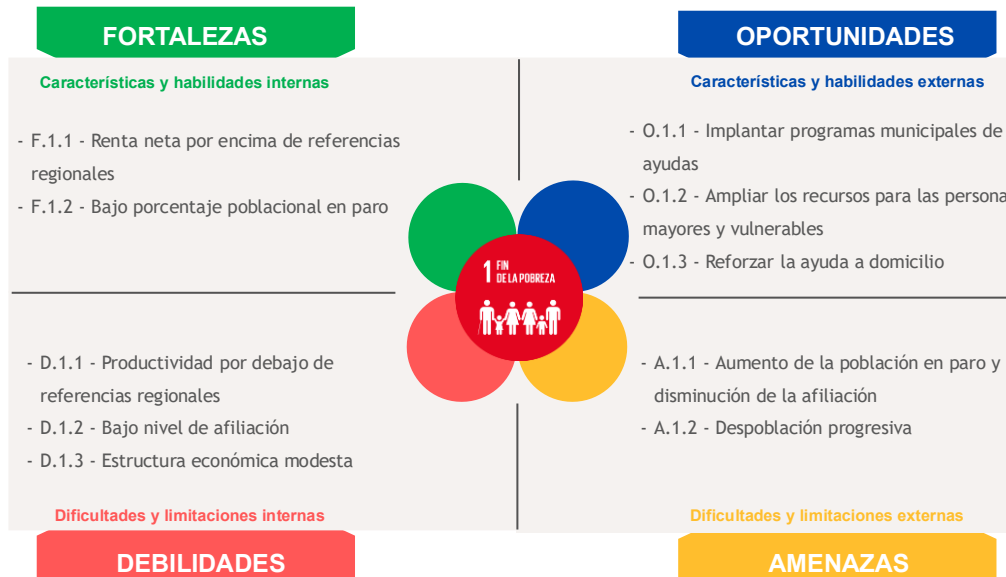 FORTALEZAS
Características y habilidades internas
- F.1.1 - Renta neta por encima de referencias
regionales
- F.1.2 - Bajo porcentaje poblacional en paro
OPORTUNIDADES
Características y habilidades externas
- O.1.1 - Implantar programas municipales de
ayudas
- O.1.2 - Ampliar los recursos para las persona
mayores y vulnerables
- O.1.3 - Reforzar la ayuda a domicilio
1 FIN
DE LA POBREZA
- D.1.1 - Productividad por debajo de
referencias regionales
- D.1.2 - Bajo nivel de afiliación
- D.1.3 - Estructura económica modesta
Dificultades y limitaciones internas
DEBILIDADES
- A.1.1 - Aumento de la población en paro y
disminución de la afiliación
- A.1.2 - Despoblación progresiva
Dificultades y limitaciones externas
AMENAZAS